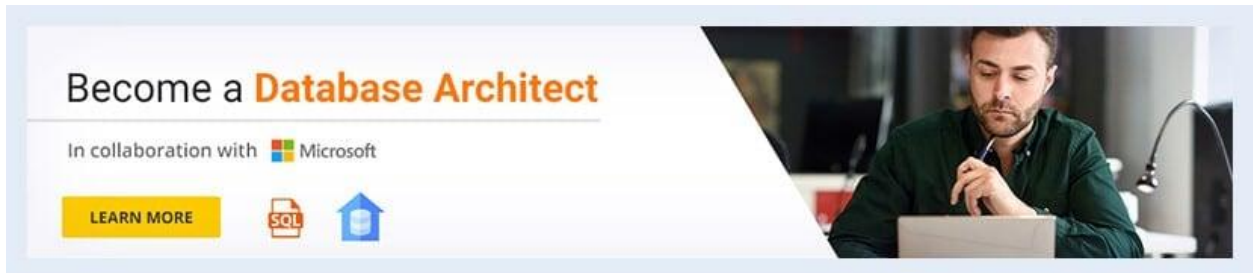 Become a Database Architect
In collaboration with Microsoft
LEARN MORE
SQL